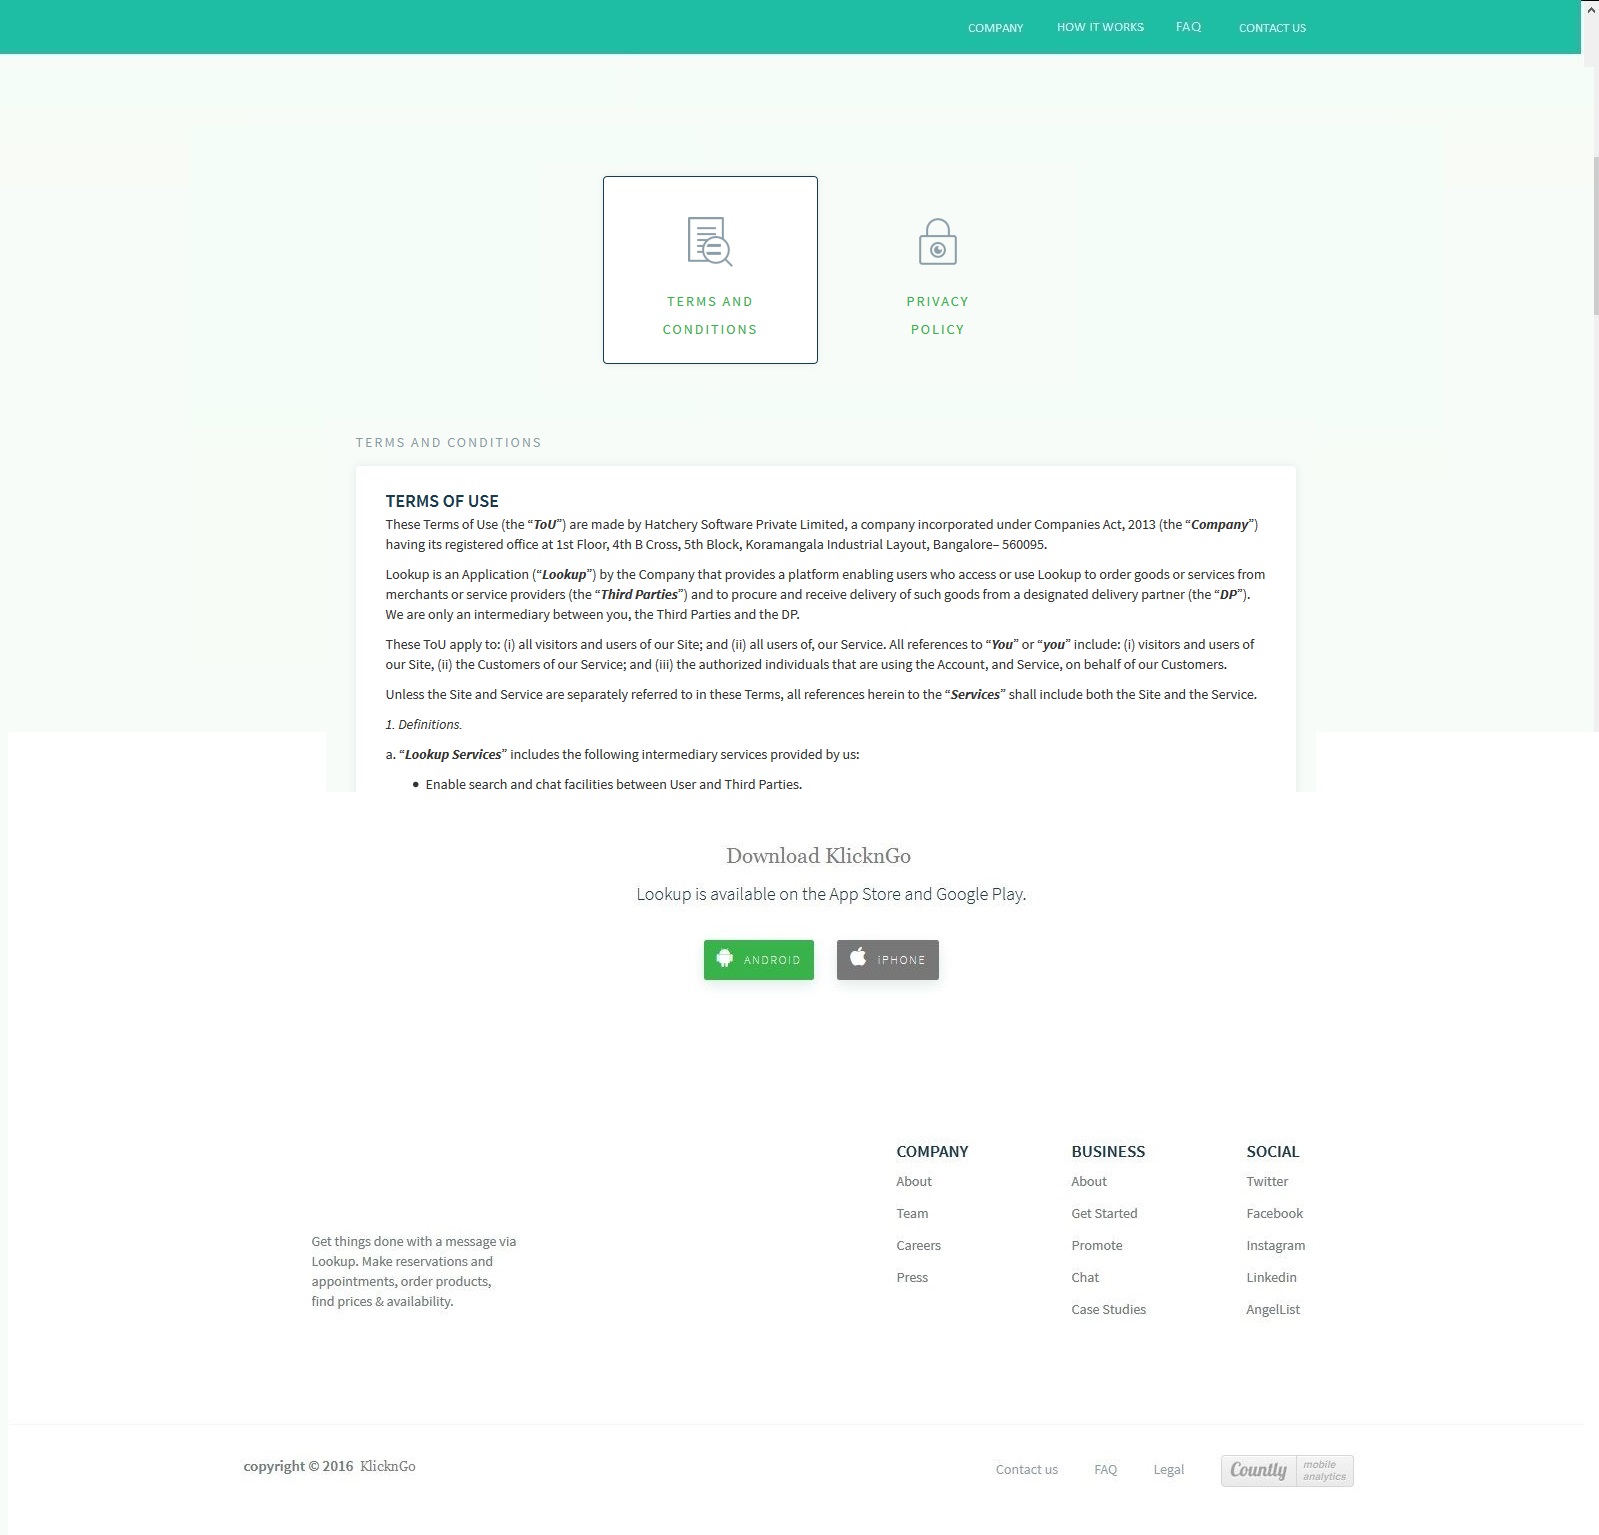 COMPANY HOW IT WORKS FAQ CONTACT US
TERMS AND
CONDITIONS
PRIVACY
POLICY
TERMS AND CONDITIONS
TERMS OF USE
These Terms of Use (the “ToU”) are made by Hatchery Software Private Limited, a company incorporated under Companies Act, 2013 (the “Company”)
having its registered office at 1st Floor, 4th B Cross, 5th Block, Koramangala Industrial Layout, Bangalore– 560095.
Lookup is an Application (“Lookup”) by the Company that provides a platform enabling users who access or use Lookup to order goods or services from
merchants or service providers (the “Third Parties”) and to procure and receive delivery of such goods from a designated delivery partner (the “DP”).
We are only an intermediary between you, the Third Parties and the DP.
These ToU apply to: (i) all visitors and users of our Site; and (ii) all users of, our Service. All references to “You” or “you” include: (i) visitors and users of
our Site, (ii) the Customers of our Service; and (iii) the authorized individuals that are using the Account, and Service, on behalf of our Customers.
Unless the Site and Service are separately referred to in these Terms, all references herein to the “Services” shall include both the Site and the Service.
1. Definitions.
a. “Lookup Services” includes the following intermediary services provided by us:
• Enable search and chat facilities between User and Third Parties.
Download KlicknGo
Lookup is available on the App Store and Google Play.
ANDROID
iPHONE
Get things done with a message via
Lookup. Make reservations and
appointments, order products,
find prices & availability.
COMPANY
About
Team
Careers
Press
BUSINESS
About
Get Started
Promote
Chat
Case Studies
SOCIAL
Twitter
Facebook
Instagram
Linkedin
AngelList
copyright © 2016 KlicknGo
Contact us FAQ Legal
Countly
mobile
analytics